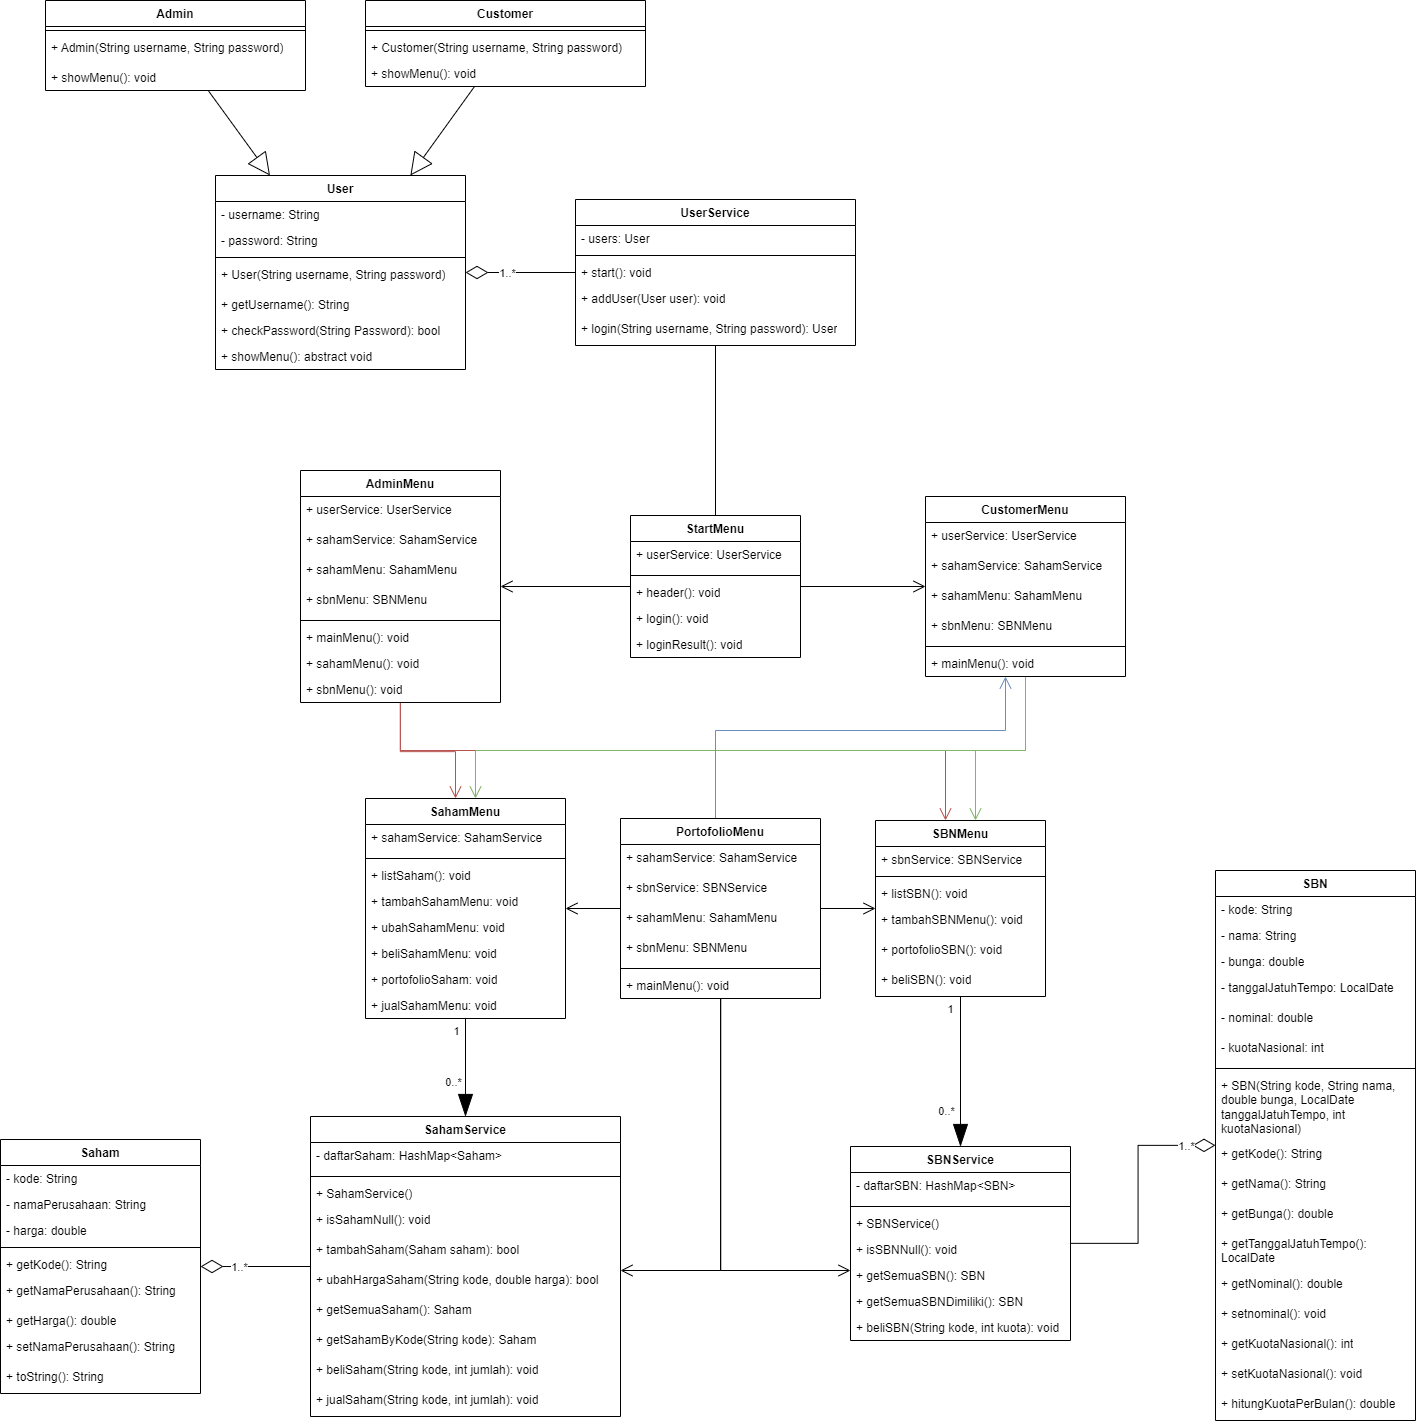 Admin
+ Admin(String username, String password)
+ showMenu(): void
Customer
+ Customer(String username, String password)
+ showMenu(): void
User
- username: String
- password: String
+ User(String username, String password)
+ getUsername(): String
+ checkPassword(String Password): bool
+ showMenu(): abstract void
1..*
UserService
- users: User
+ start(): void
+ addUser(User user): void
+ login(String username, String password): User
AdminMenu
+ userService: UserService
+ sahamService: SahamService
+ sahamMenu: SahamMenu
+ sbnMenu: SBNMenu
+ mainMenu(): void
+ sahamMenu(): void
+ sbnMenu(): void
StartMenu
+ userService: UserService
+ header(): void
+ login(): void
+ loginResult(): void
CustomerMenu
+ userService: UserService
+ sahamService: SahamService
+ sahamMenu: SahamMenu
+ sbnMenu: SBNMenu
+ mainMenu(): void
SahamMenu
+ sahamService: SahamService
+ listSaham(): void
+ tambahSahamMenu: void
+ ubahSahamMenu: void
+ beliSahamMenu: void
+ portofolioSaham: void
+ jualSahamMenu: void
PortofolioMenu
+ sahamService: SahamService
+ sbnService: SBNService
+ sahamMenu: SahamMenu
+ sbnMenu: SBNMenu
+ mainMenu(): void
SBNMenu
+ sbnService: SBNService
+ listSBN(): void
+ tambahSBNMenu(): void
+ portofolioSBN(): void
+ beliSBN(): void
SBN
- kode: String
- nama: String
- bunga: double
- tanggalJatuhTempo: LocalDate
- nominal: double
- kuotaNasional: int
+ SBN(String kode, String nama,
double bunga, LocalDate
tanggalJatuhTempo, int
kuotaNasional)
+ getKode(): String
+ getNama(): String
+ getBunga(): double
+ getTanggalJatuhTempo():
LocalDate
+ getNominal(): double
+ setnominal(): void
+ getKuotaNasional(): int
+ setKuotaNasional(): void
+ hitungKuotaPerBulan(): double
1
0..*
1
0..*
1..*
Saham
- kode: String
- namaPerusahaan: String
- harga: double
+ getKode(): String
+ getNamaPerusahaan(): String
+ getHarga(): double
+ setNamaPerusahaan(): String
+ toString(): String
1..*
SahamService
- daftarSaham: HashMap<Saham>
+ SahamService()
+ isSahamNull(): void
+ tambahSaham(Saham saham): bool
+ ubahHargaSaham(String kode, double harga): bool
+ getSemuaSaham(): Saham
+ getSahamByKode(String kode): Saham
+ beliSaham(String kode, int jumlah): void
+ jualSaham(String kode, int jumlah): void
SBNService
- daftarSBN: HashMap<SBN>
+ SBNService()
+ isSBNNull(): void
+ getSemuaSBN(): SBN
+ getSemuaSBNDimiliki(): SBN
+ beliSBN(String kode, int kuota): void